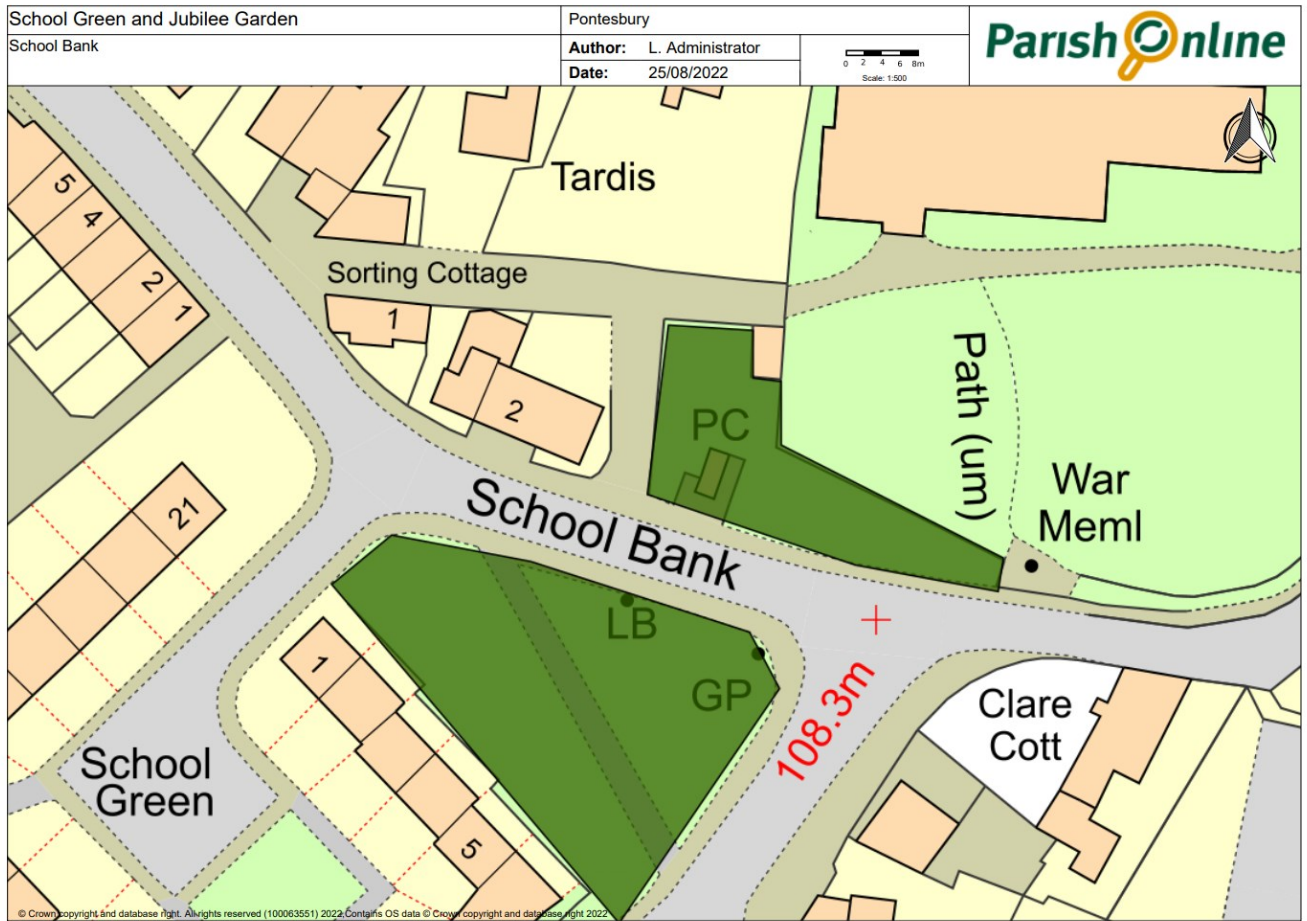 School Green and Jubilee Garden
School Bank
Pontesbury
Author: L. Administrator
Date: 25/08/2022
0 2 4 6 8m
Scale: 1:500
Parish Online
5
4
2
1
Tardis
Sorting Cottage
1
2
PC
Path (um)
War
Meml
21
School Bank
LB
GP
108.3m
1
5
School
Green
Clare
Cott
© Crown copyright and database right. All rights reserved (100063551) 2022,Contains OS data © Crown copyright and database right 2022